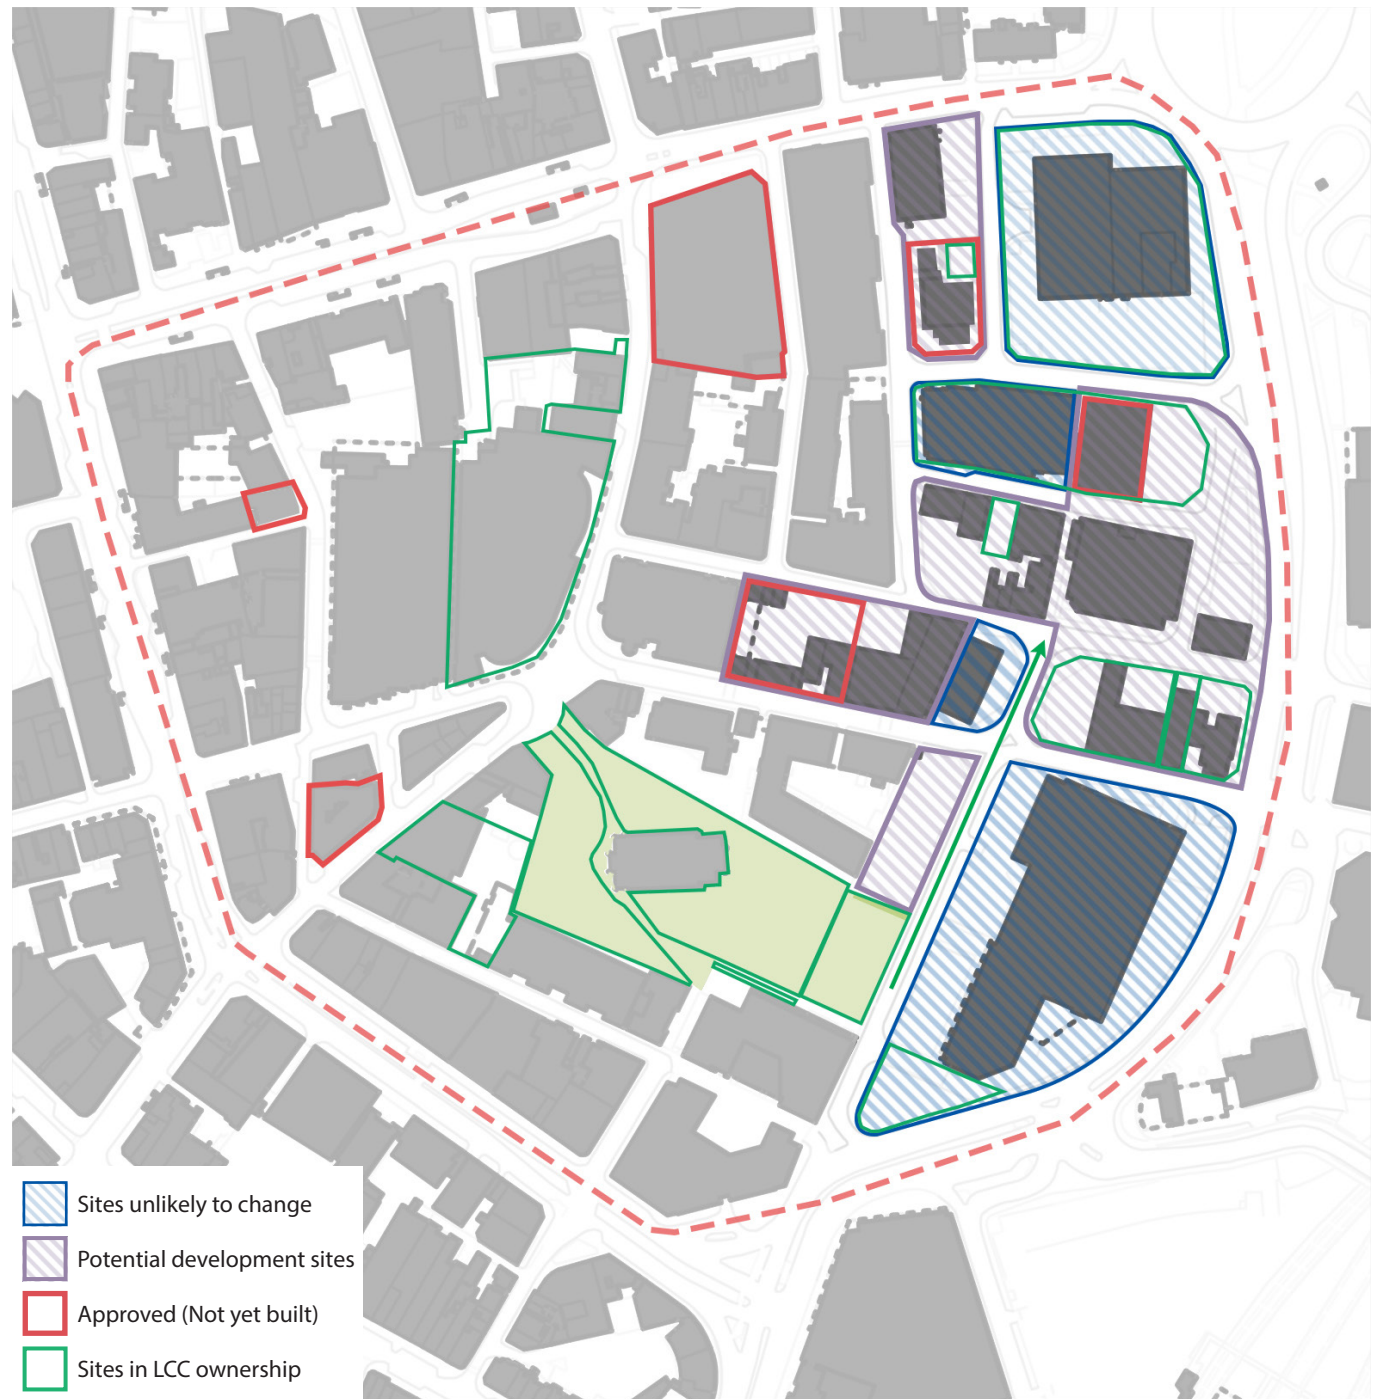 Sites unlikely to change
Potential development sites
Approved (Not yet built)
Sites in LCC ownership